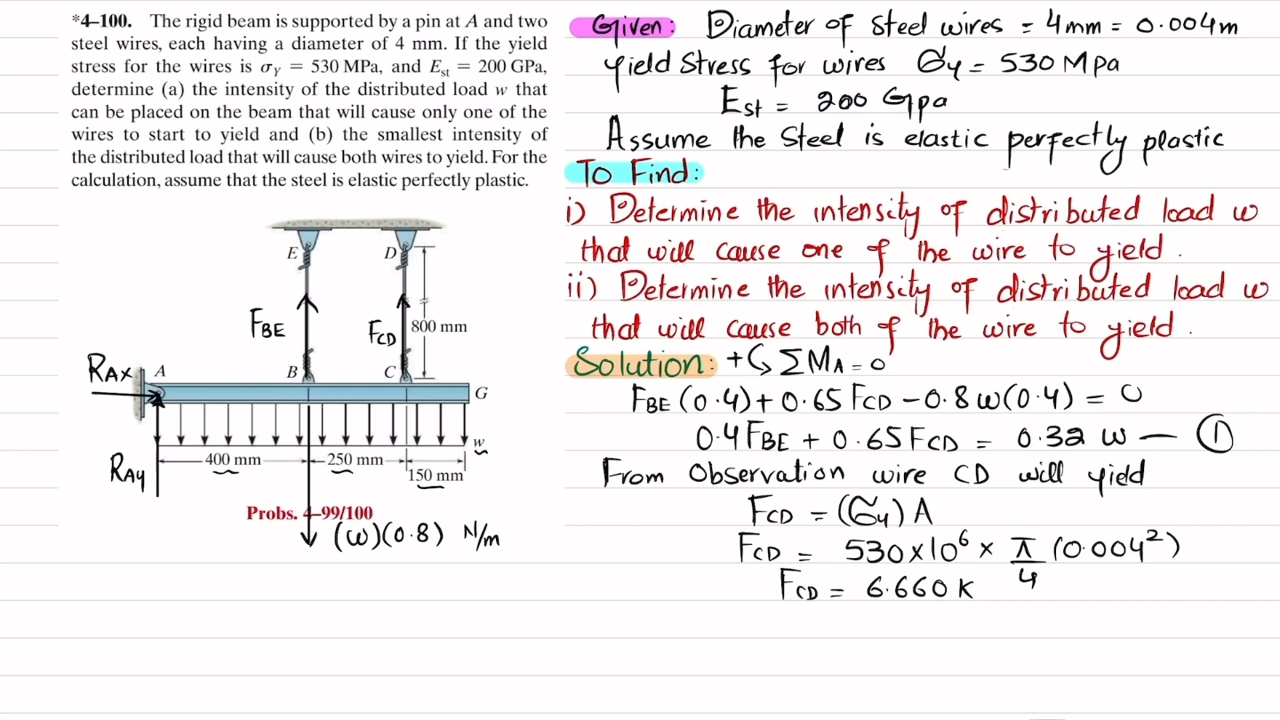 *4–100. The rigid beam is supported by a pin at A and two
steel wires, each having a diameter of 4 mm. If the yield
stress for the wires is σY = 530 MPa, and Est = 200 GPa,
determine (a) the intensity of the distributed load w that
can be placed on the beam that will cause only one of the
wires to start to yield and (b) the smallest intensity of
the distributed load that will cause both wires to yield. For the
calculation, assume that the steel is elastic perfectly plastic.
E D
FBE FCD 800 mm
RAX A B C G
w
400 mm 250 mm 150 mm
RAY
Probs. 4–99/100
(w)(0.8) N/m
Given: Diameter of steel wires = 4mm = 0.004m
Yield Stress for wires σy = 530 MPa
Est = 200 Gpa
Assume the Steel is elastic perfectly plastic
To Find:
i) Determine the intensity of distributed load w
that will cause one of the wire to yield.
ii) Determine the intensity of distributed load w
that will cause both of the wire to yield.
Solution: +↺ ΣMA = 0
FBE (0.4) + 0.65 FCD - 0.8 w (0.4) = 0
0.4 FBE + 0.65 FCD = 0.32 w — ①
From Observation wire CD will yield
FCD = (σy) A
FCD = 530×10⁶ × π/4 (0.004²)
FCD = 6.660 K